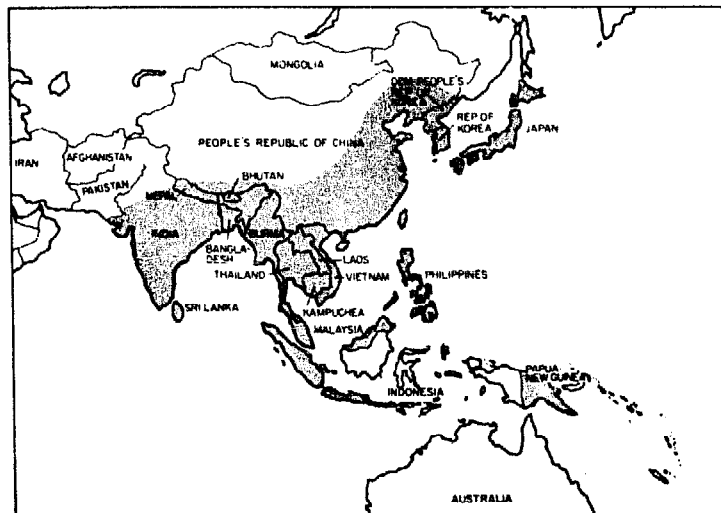 MONGOLIA
DEM PEOPLE'S
REP OF
KOREA
REP OF
KOREA
JAPAN
PEOPLE'S REPUBLIC OF CHINA
IRAN
AFGHANISTAN
PAKISTAN
BHUTAN
NEPAL
INDIA
BURMA
BANGLA-
DESH
LAOS
THAILAND
VIETNAM
PHILIPPINES
SRI LANKA
KAMPUCHEA
MALAYSIA
PAPUA
NEW GUINEA
INDONESIA
AUSTRALIA